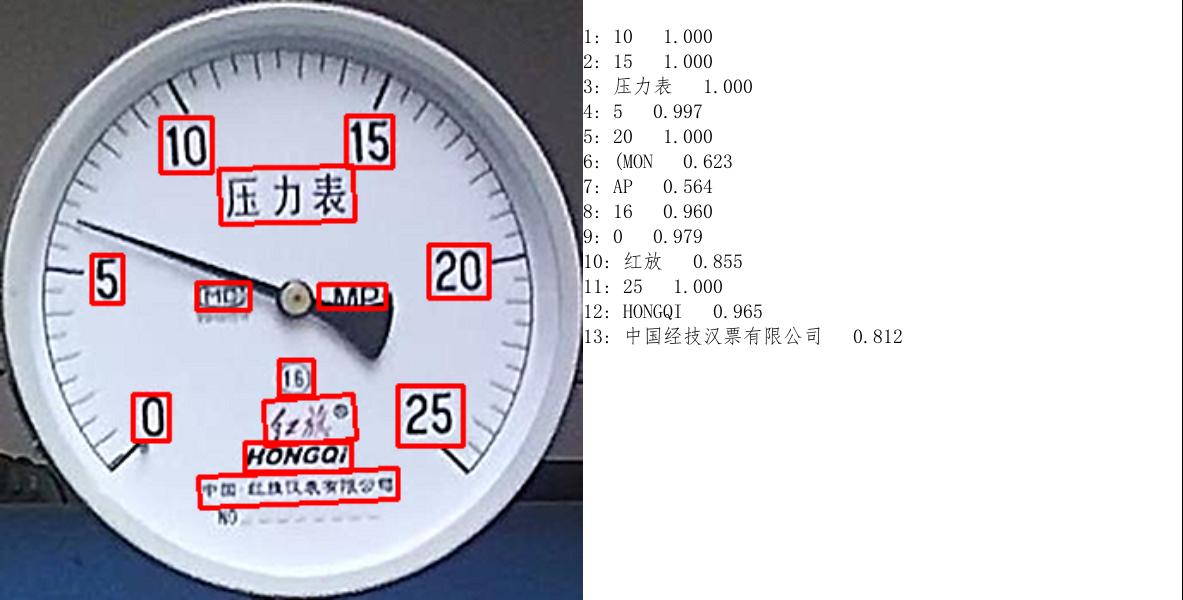 10
15
压力表
5
20
MP
16)
0
红旗®
25
HONGQi
中国·红旗仪表有限公司
NO
1: 10 1.000
2: 15 1.000
3: 压力表 1.000
4: 5 0.997
5: 20 1.000
6: (MON 0.623
7: AP 0.564
8: 16 0.960
9: 0 0.979
10: 红放 0.855
11: 25 1.000
12: HONGQI 0.965
13: 中国经技汉票有限公司 0.812